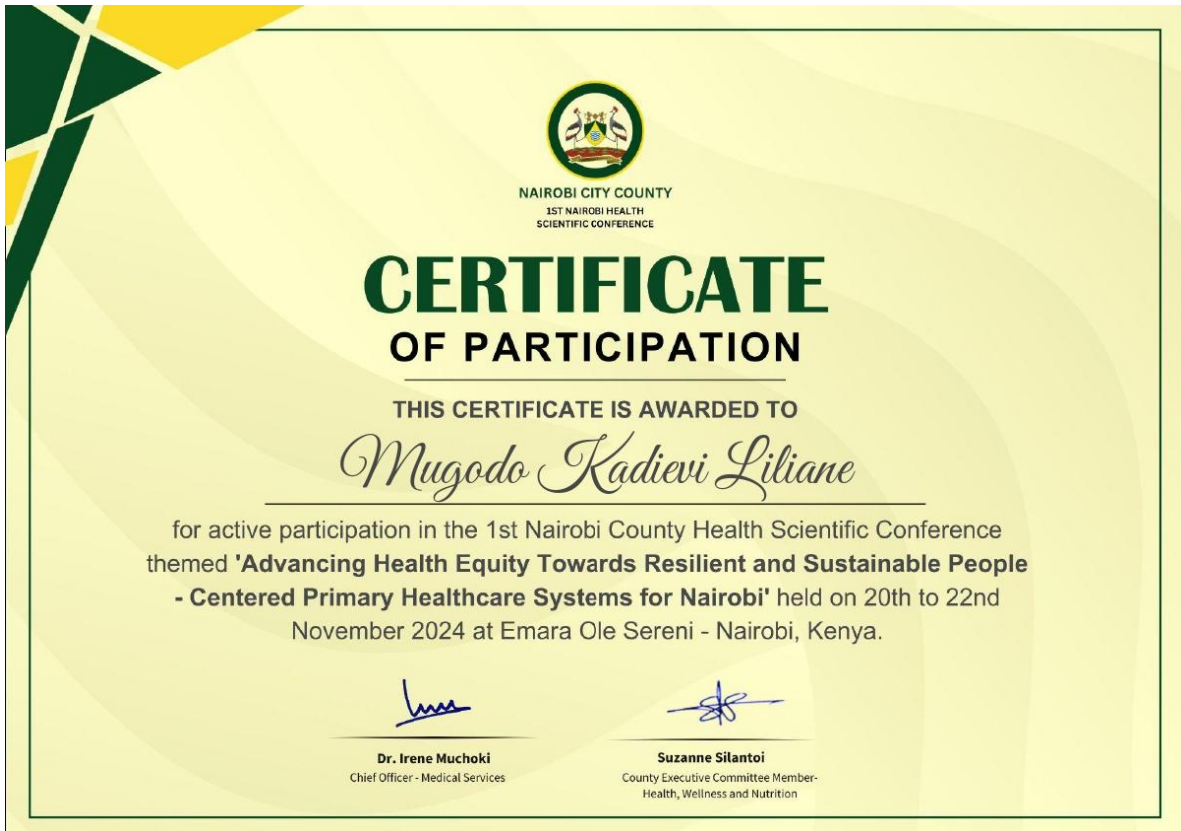 NAIROBI CITY COUNTY
1ST NAIROBI HEALTH
SCIENTIFIC CONFERENCE
CERTIFICATE
OF PARTICIPATION
THIS CERTIFICATE IS AWARDED TO
Mugodo Kadievi Liliane
for active participation in the 1st Nairobi County Health Scientific Conference
themed 'Advancing Health Equity Towards Resilient and Sustainable People
- Centered Primary Healthcare Systems for Nairobi' held on 20th to 22nd
November 2024 at Emara Ole Sereni - Nairobi, Kenya.
Dr. Irene Muchoki
Chief Officer - Medical Services
Suzanne Silantoi
County Executive Committee Member-
Health, Wellness and Nutrition